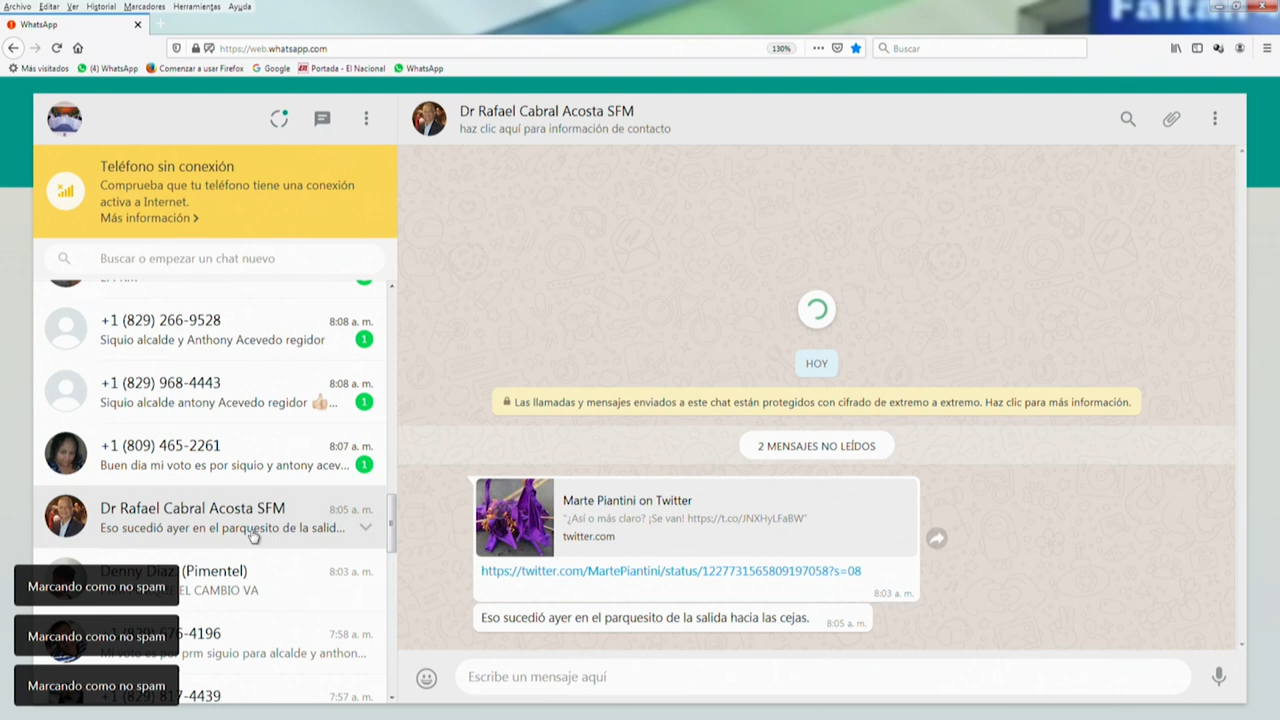 Archivo Editar Ver Historial Marcadores Herramientas Ayuda
WhatsApp
https://web.whatsapp.com
130%
Buscar
Más visitados
(4) WhatsApp
Comenzar a usar Firefox
Google
Portada - El Nacional
WhatsApp
Teléfono sin conexión
Comprueba que tu teléfono tiene una conexión
activa a Internet.
Más información
Buscar o empezar un chat nuevo
+1 (829) 266-9528 8:08 a. m.
Siquio alcalde y Anthony Acevedo regidor 1
+1 (829) 968-4443 8:08 a. m.
Siquio alcalde antony Acevedo regidor 👍🏼... 1
+1 (809) 465-2261 8:07 a. m.
Buen dia mi voto es por siquio y antony acev... 1
Dr Rafael Cabral Acosta SFM 8:05 a. m.
Eso sucedió ayer en el parquesito de la salid...
Denny Diaz (Pimentel) 8:03 a. m.
EL CAMBIO VA
676-4196 7:58 a. m.
Mi voto es por prm siguio para alcalde y anthon...
+1 (829) 817-4439 7:57 a. m.
Marcando como no spam
Marcando como no spam
Marcando como no spam
Dr Rafael Cabral Acosta SFM
haz clic aquí para información de contacto
HOY
Las llamadas y mensajes enviados a este chat están protegidos con cifrado de extremo a extremo. Haz clic para más información.
2 MENSAJES NO LEÍDOS
Marte Piantini on Twitter
"¿Así o más claro? ¡Se van! https://t.co/JNXHyLFaBW"
twitter.com
https://twitter.com/MartePiantini/status/1227731565809197058?s=08
8:03 a. m.
Eso sucedió ayer en el parquesito de la salida hacia las cejas. 8:05 a. m.
Escribe un mensaje aquí